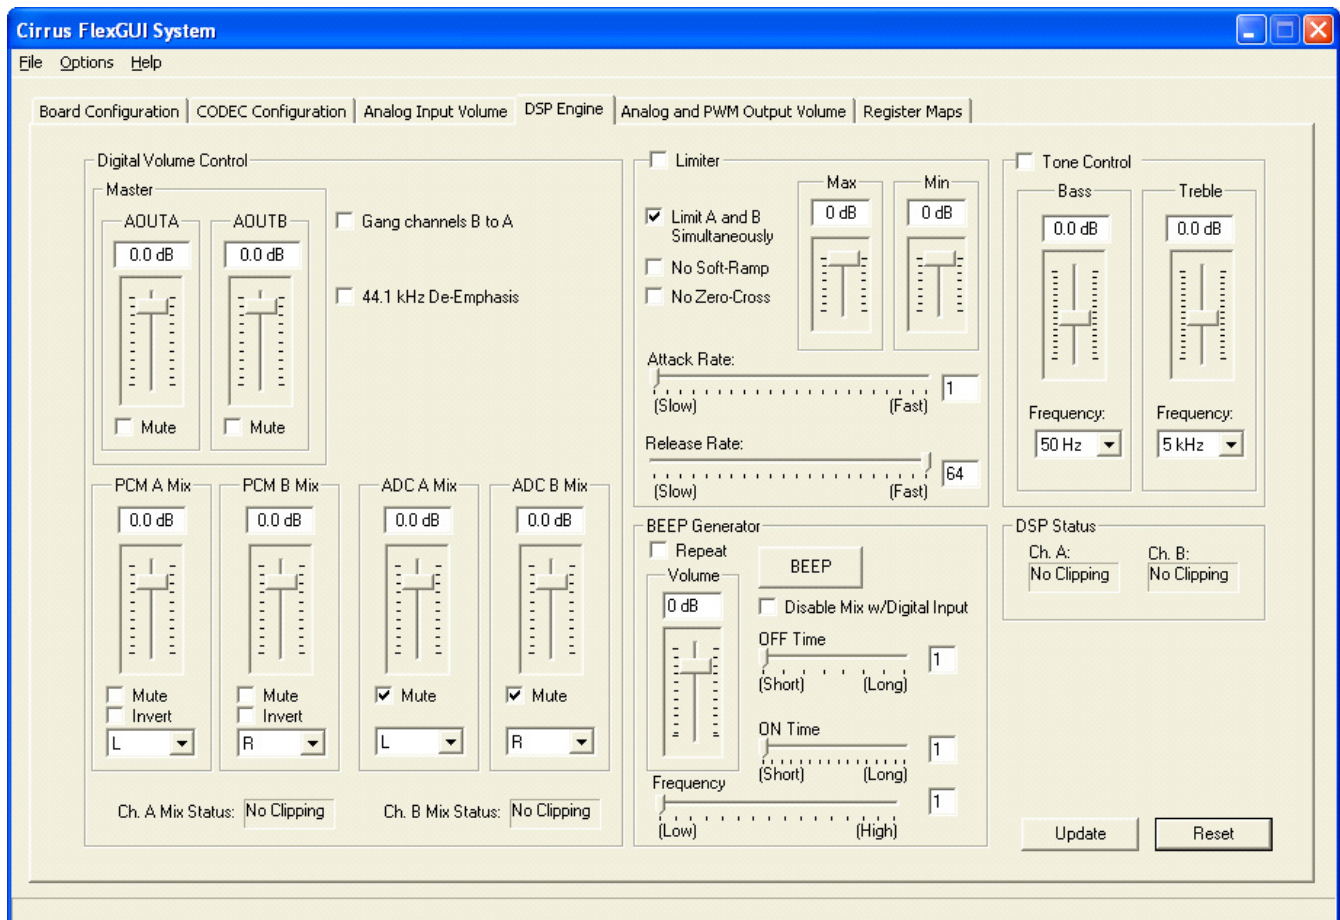 Cirrus FlexGUI System
File Options Help
Board Configuration
CODEC Configuration
Analog Input Volume
DSP Engine
Analog and PWM Output Volume
Register Maps
Digital Volume Control
Master
AOUTA
0.0 dB
Mute
AOUTB
0.0 dB
Mute
Gang channels B to A
44.1 kHz De-Emphasis
PCM A Mix
0.0 dB
Mute
Invert
L
PCM B Mix
0.0 dB
Mute
Invert
R
ADC A Mix
0.0 dB
Mute
L
ADC B Mix
0.0 dB
Mute
R
Ch. A Mix Status: No Clipping
Ch. B Mix Status: No Clipping
Limiter
Limit A and B
Simultaneously
No Soft-Ramp
No Zero-Cross
Max
0 dB
Min
0 dB
Attack Rate:
1
(Slow) (Fast)
Release Rate:
64
(Slow) (Fast)
BEEP Generator
Repeat
Volume
0 dB
BEEP
Disable Mix w/Digital Input
OFF Time
1
(Short) (Long)
ON Time
1
(Short) (Long)
Frequency
1
(Low) (High)
Tone Control
Bass
0.0 dB
Frequency:
50 Hz
Treble
0.0 dB
Frequency:
5 kHz
DSP Status
Ch. A:
No Clipping
Ch. B:
No Clipping
Update
Reset